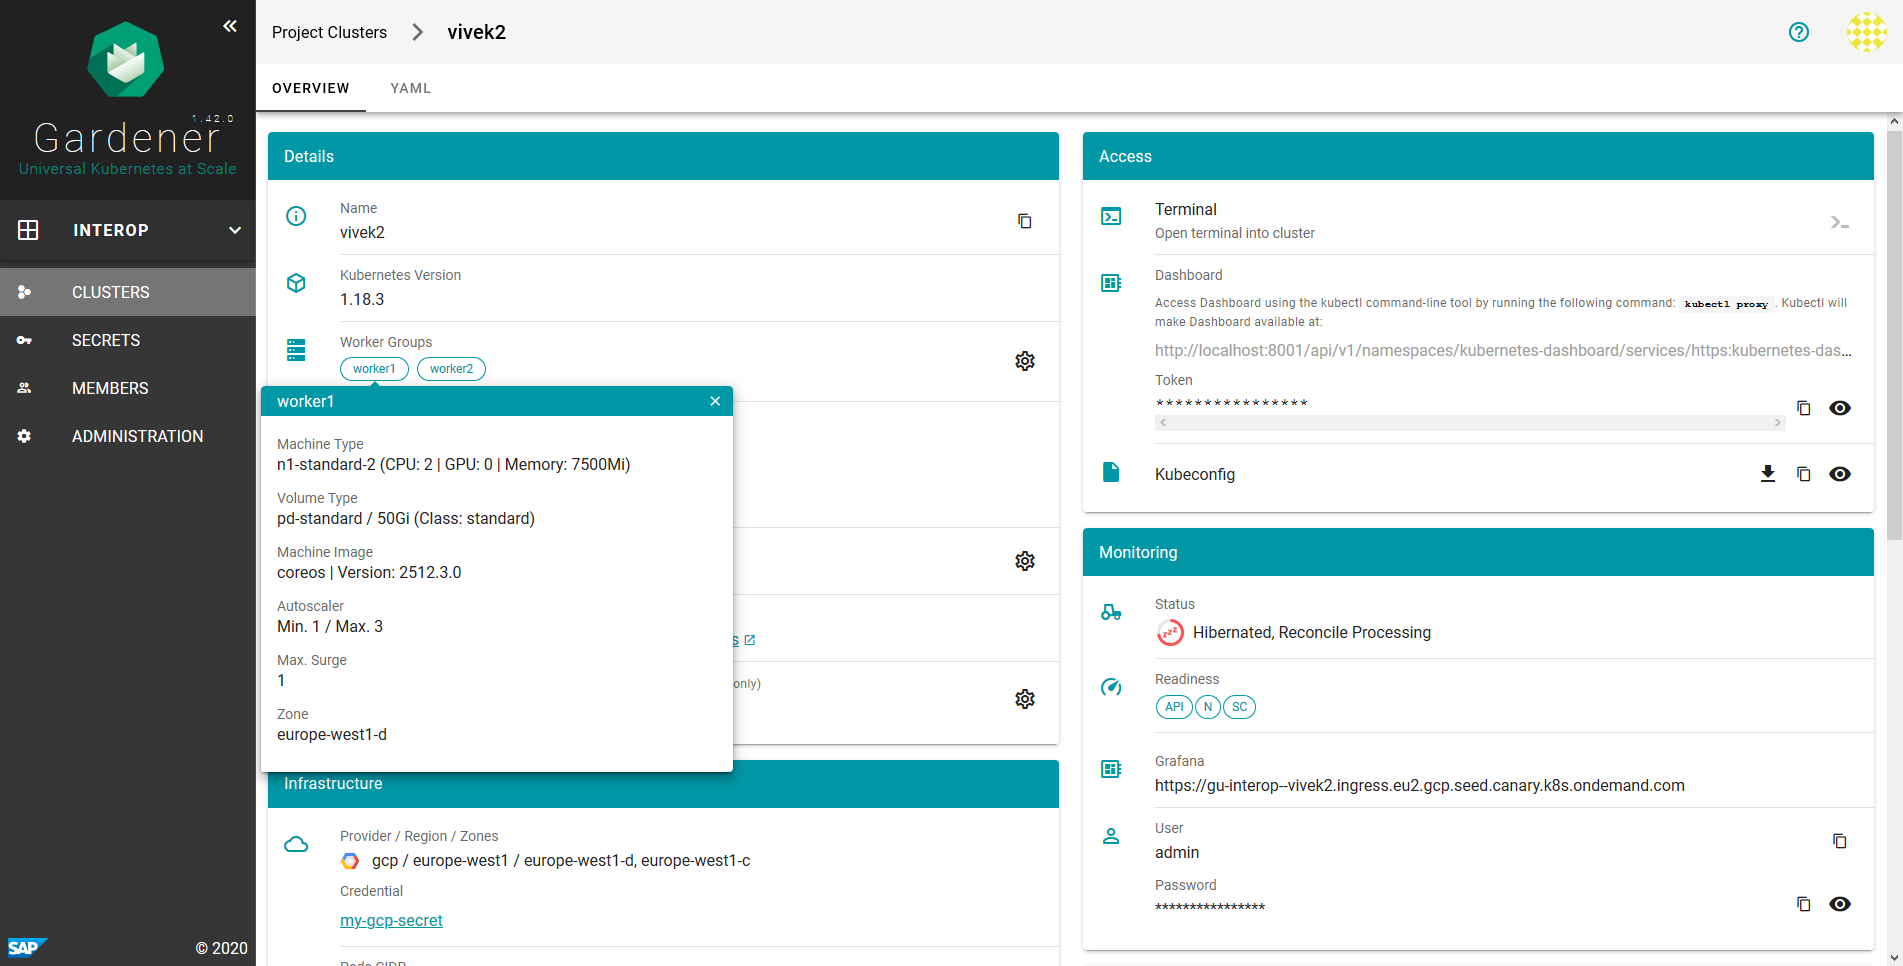 1.42.0
Gardener
Universal Kubernetes at Scale
INTEROP
CLUSTERS
SECRETS
MEMBERS
ADMINISTRATION
SAP
© 2020
Project Clusters
vivek2
OVERVIEW
YAML
Details
Name
vivek2
Kubernetes Version
1.18.3
Worker Groups
worker1 worker2
worker1
Machine Type
n1-standard-2 (CPU: 2 | GPU: 0 | Memory: 7500Mi)
Volume Type
pd-standard / 50Gi (Class: standard)
Machine Image
coreos | Version: 2512.3.0
Autoscaler
Min. 1 / Max. 3
Max. Surge
1
Zone
europe-west1-d
s
only)
Infrastructure
Provider / Region / Zones
gcp / europe-west1 / europe-west1-d, europe-west1-c
Credential
my-gcp-secret
Access
Terminal
Open terminal into cluster
Dashboard
Access Dashboard using the kubectl command-line tool by running the following command: kubectl proxy. Kubectl will
make Dashboard available at:
http://localhost:8001/api/v1/namespaces/kubernetes-dashboard/services/https:kubernetes-das...
Token
****************
Kubeconfig
Monitoring
Status
zzz
Hibernated, Reconcile Processing
Readiness
API N SC
Grafana
https://gu-interop--vivek2.ingress.eu2.gcp.seed.canary.k8s.ondemand.com
User
admin
Password
****************